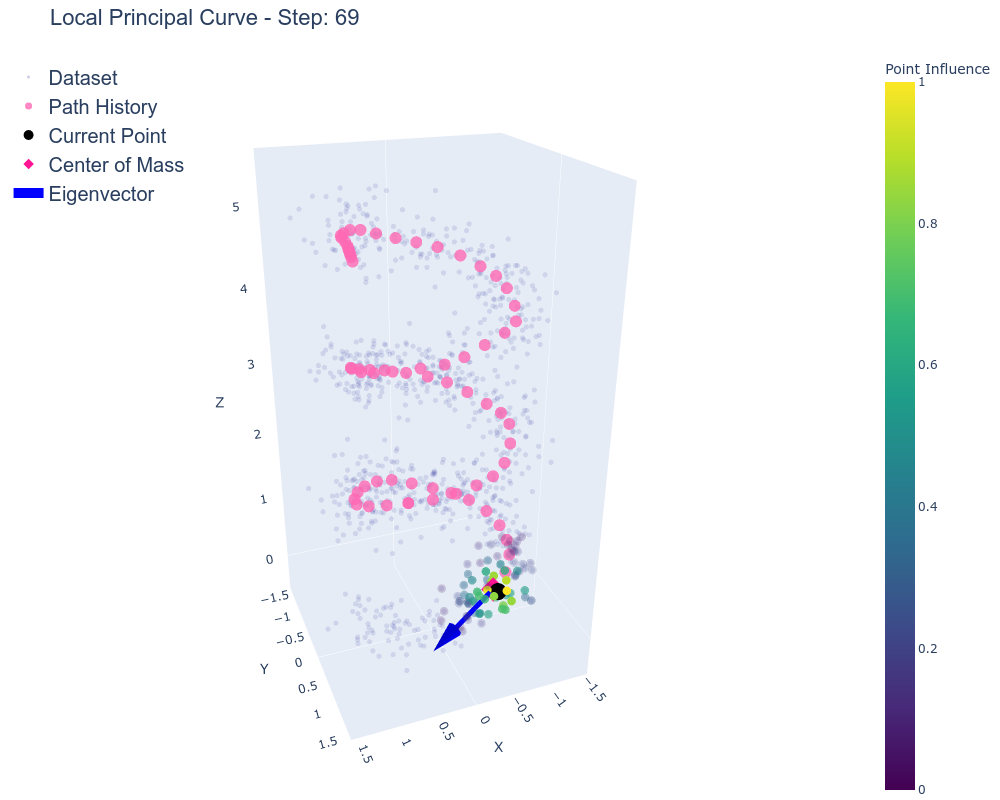 Local Principal Curve - Step: 69
Dataset
Path History
Current Point
Center of Mass
Eigenvector
Point Influence
1
0.8
0.6
0.4
0.2
0
5
4
3
2
1
0
Z
−1.5
−1
−0.5
0
0.5
1
1.5
Y
1.5
1
0.5
0
−0.5
−1
−1.5
X